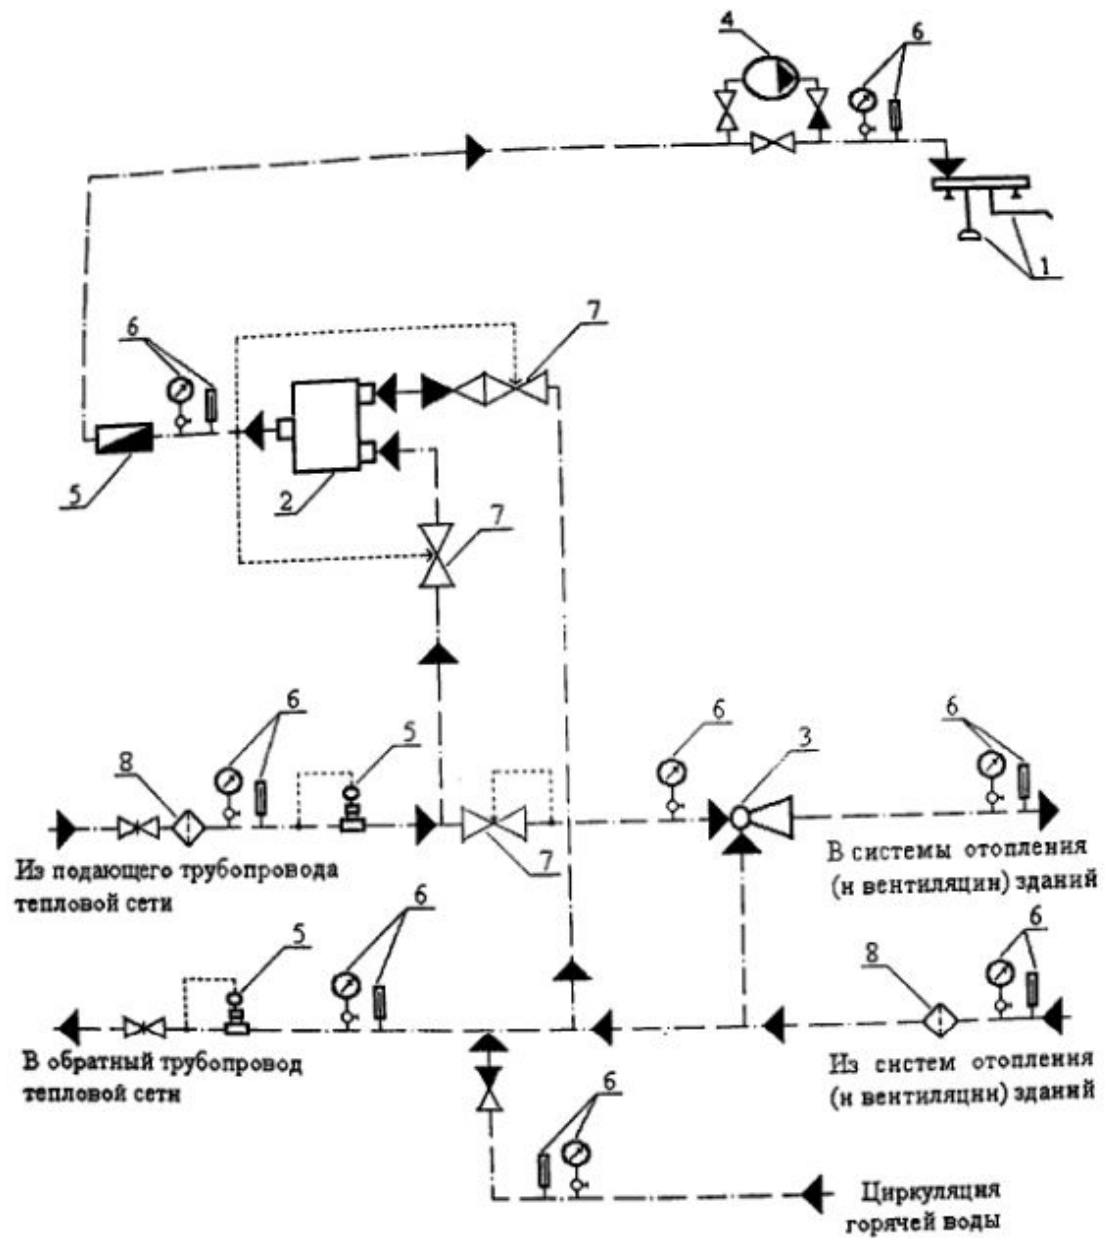 4
6
1
7
6
5
2
7
6
6
6
5
3
8
7
Из подающего трубопровода
тепловой сети
В системы отопления
(и вентиляции) зданий
6
5
6
8
В обратный трубопровод
тепловой сети
Из систем отопления
(и вентиляции) зданий
6
Циркуляция
горячей воды